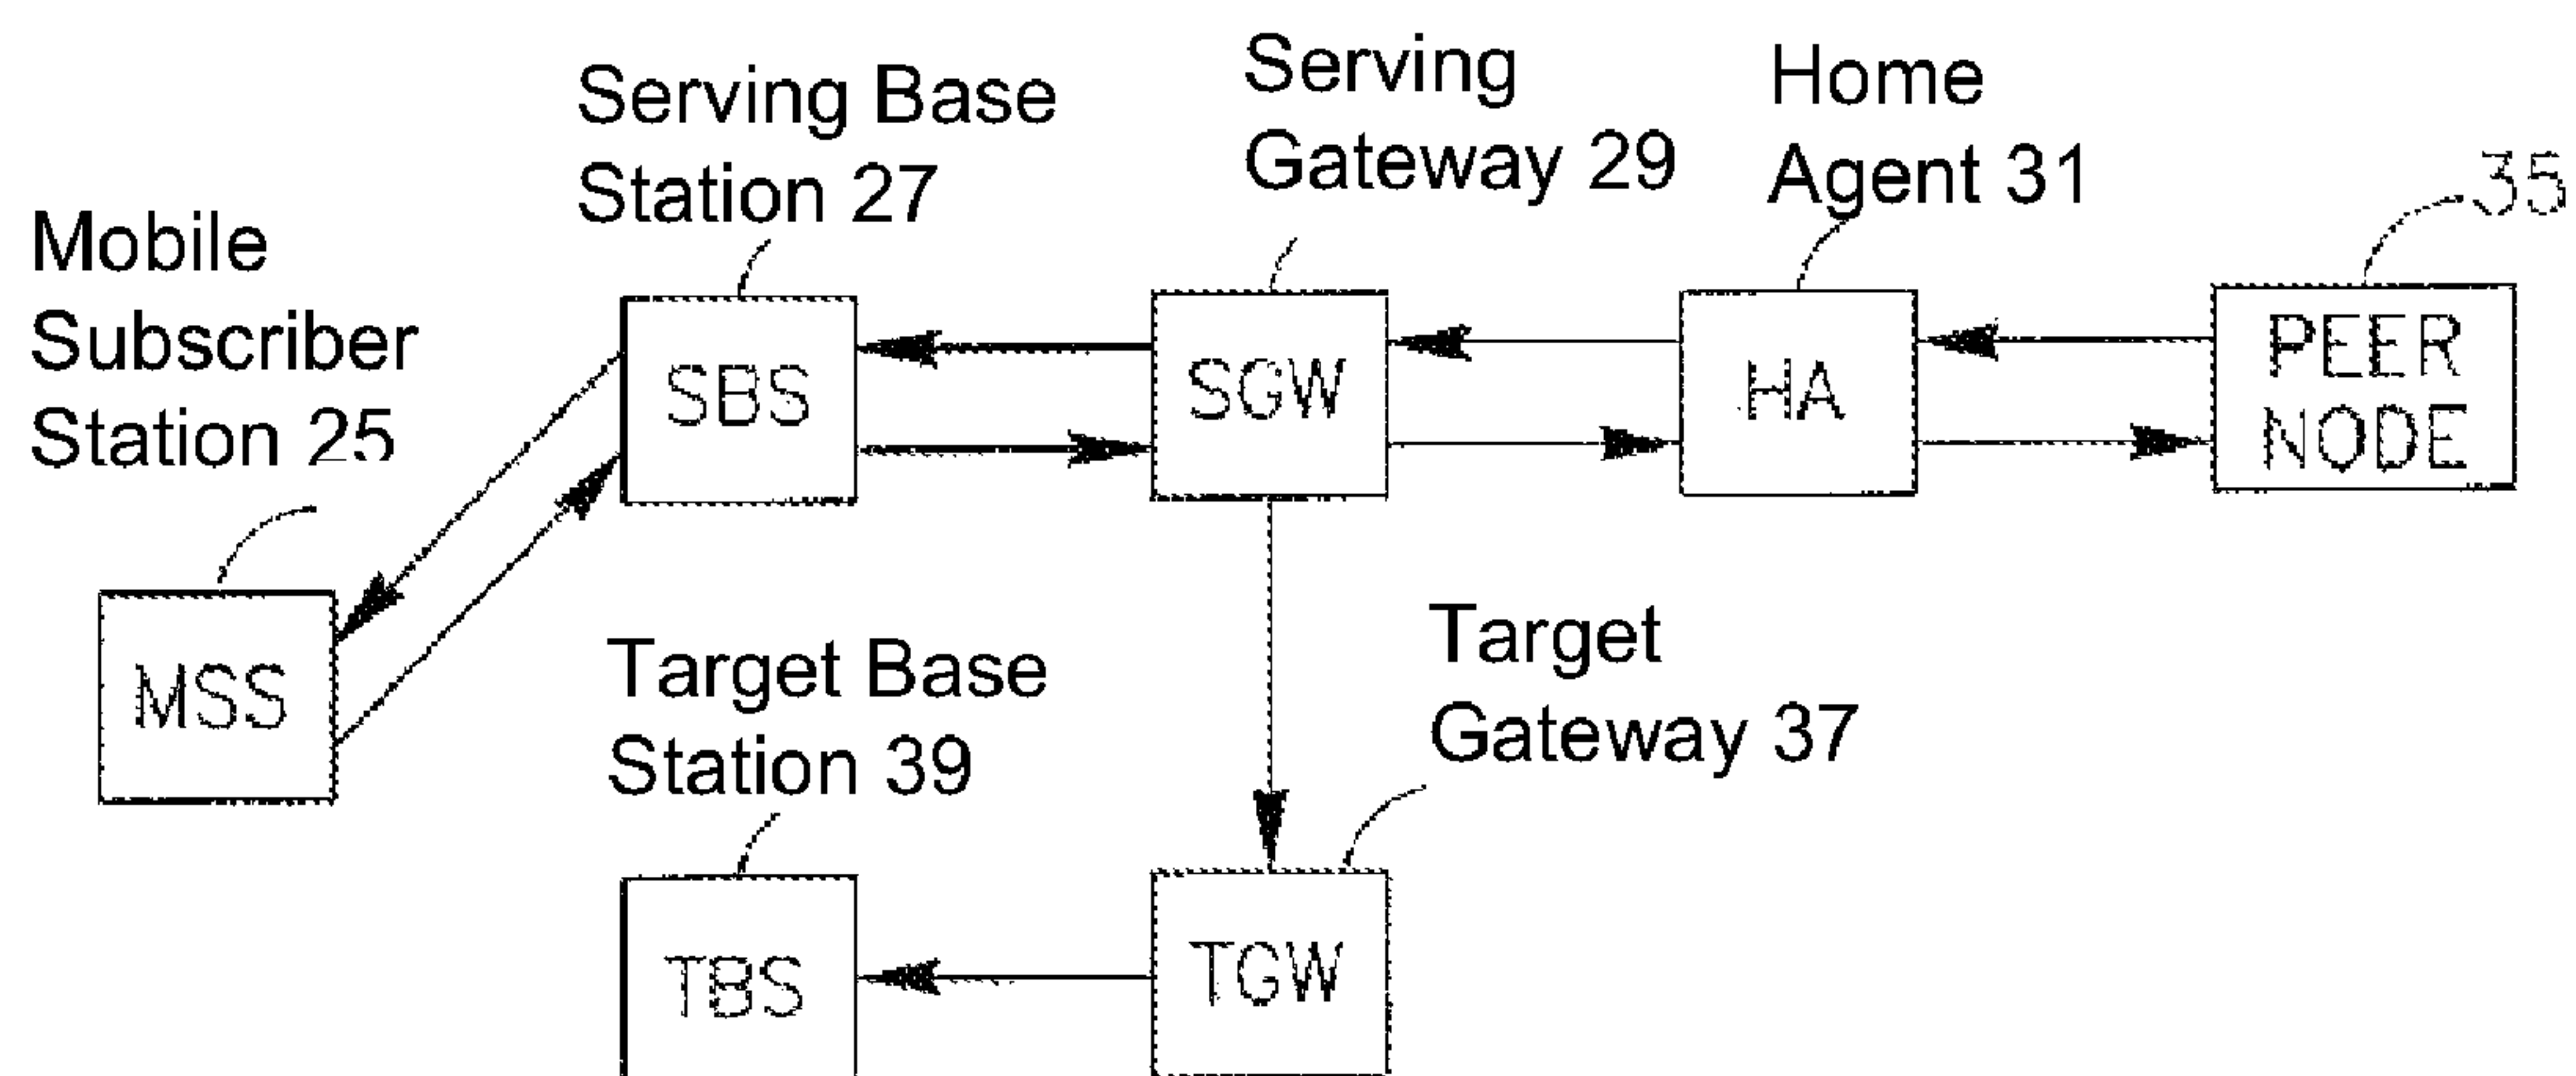 Serving Base
Station 27
Serving
Gateway 29
Home
Agent 31
35
Mobile
Subscriber
Station 25
SBS
SGW
HA
PEER
NODE
MSS
Target Base
Station 39
Target
Gateway 37
TBS
TGW